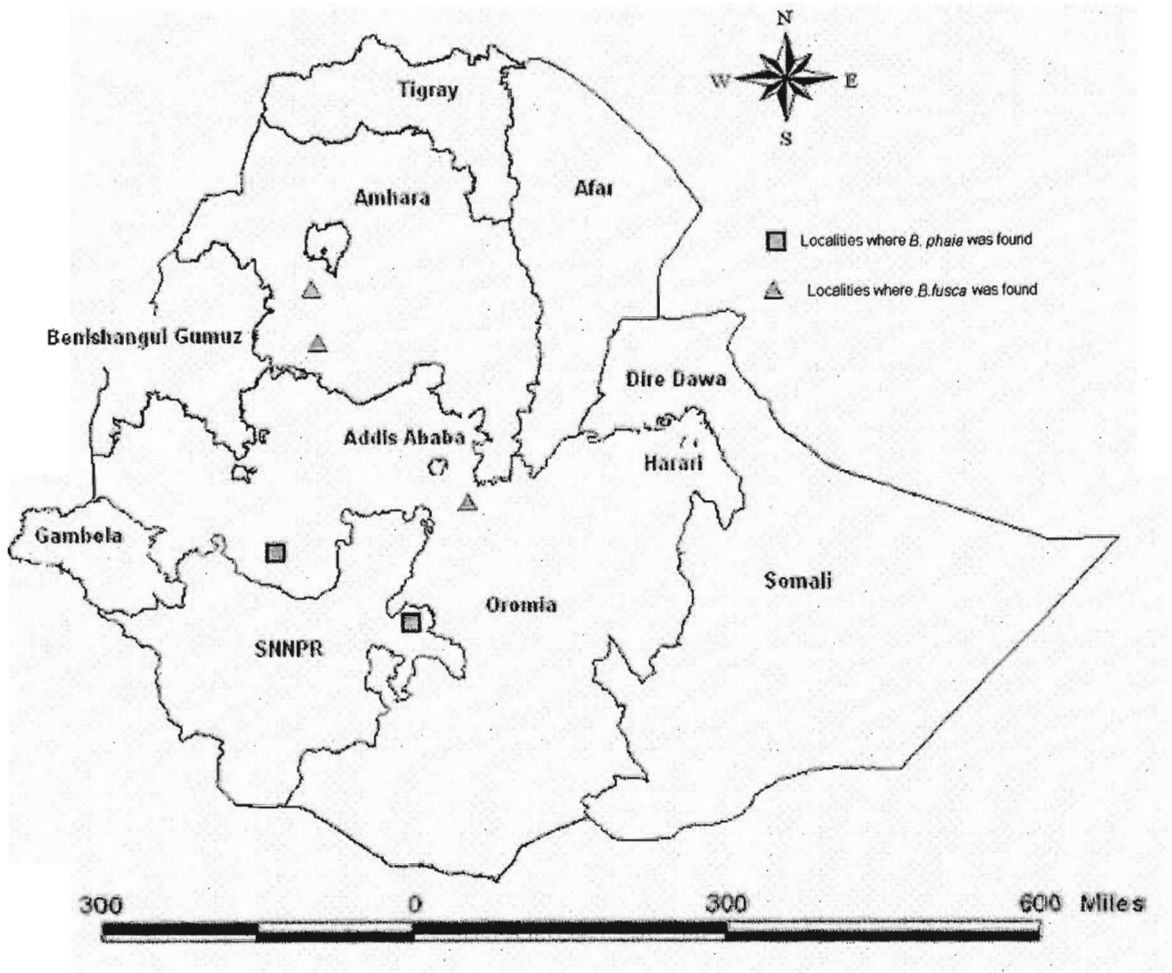 N
W E
S
Tigray
Afar
Amhara
Localities where B. phaie was found
Localities where B.fusca was found
Benishangul Gumuz
Dire Dawa
Addis Ababa
Harari
Gambela
Somali
Oromia
SNNPR
300 0 300 600 Miles